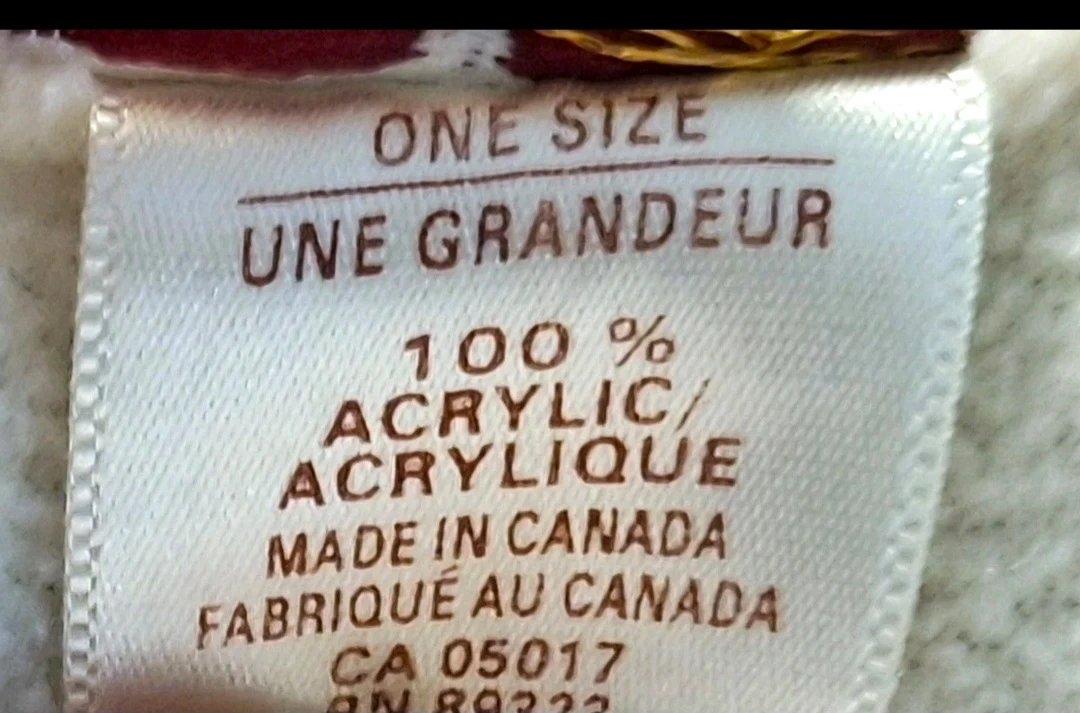 ONE SIZE
UNE GRANDEUR
100 %
ACRYLIC/
ACRYLIQUE
MADE IN CANADA
FABRIQUÉ AU CANADA
CA 05017